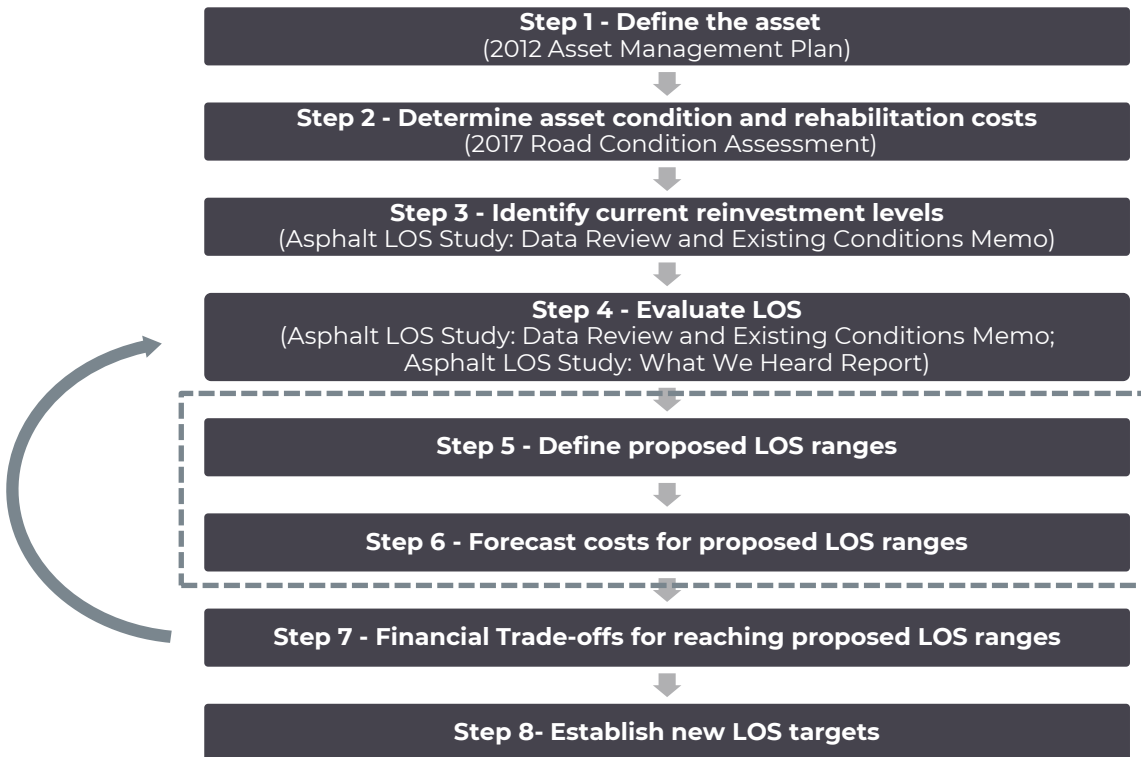 Step 1 - Define the asset
(2012 Asset Management Plan)
Step 2 - Determine asset condition and rehabilitation costs
(2017 Road Condition Assessment)
Step 3 - Identify current reinvestment levels
(Asphalt LOS Study: Data Review and Existing Conditions Memo)
Step 4 - Evaluate LOS
(Asphalt LOS Study: Data Review and Existing Conditions Memo;
Asphalt LOS Study: What We Heard Report)
Step 5 - Define proposed LOS ranges
Step 6 - Forecast costs for proposed LOS ranges
Step 7 - Financial Trade-offs for reaching proposed LOS ranges
Step 8- Establish new LOS targets